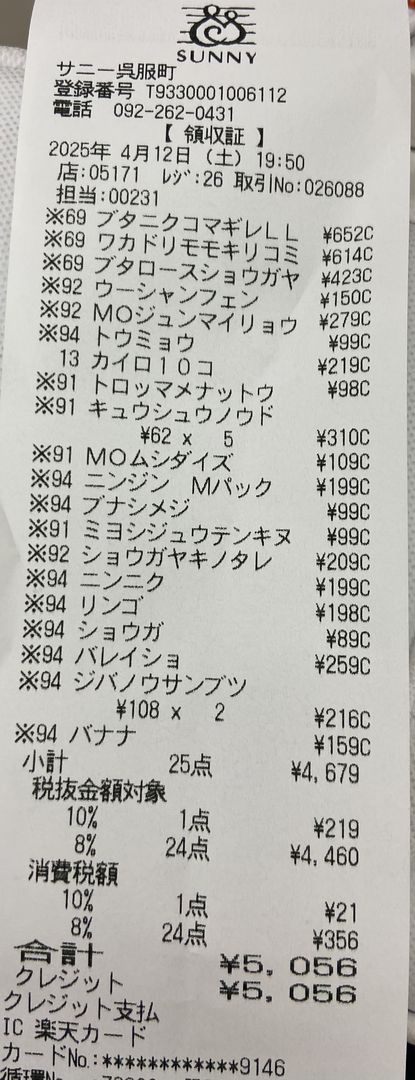 SUNNY
サニー呉服町
登録番号 T9330001006112
電話 092-262-0431
【 領収証 】
2025年 4月12日 (土) 19:50
店:05171 ﾚｼﾞ:26 取引No:026088
担当:00231
※69 ブタニクコマギレLL ¥652C
※69 ワカドリモモキリコミ ¥614C
※69 ブタロースショウガヤ ¥423C
※92 ウーシャンフェン ¥150C
※92 MOジュンマイリョウ ¥279C
※94 トウミョウ ¥99C
13 カイロ10コ ¥219C
※91 トロッマメナットウ ¥98C
※91 キュウシュウノウド
¥62 x 5 ¥310C
※91 MOムシダイズ ¥109C
※94 ニンジン Mパック ¥199C
※94 ブナシメジ ¥99C
※91 ミヨシジュウテンキヌ ¥99C
※92 ショウガヤキノタレ ¥209C
※94 ニンニク ¥199C
※94 リンゴ ¥198C
※94 ショウガ ¥89C
※94 バレイショ ¥259C
※94 ジバノウサンブツ
¥108 x 2 ¥216C
※94 バナナ ¥159C
小計 25点 ¥4,679
税抜金額対象
10% 1点 ¥219
8% 24点 ¥4,460
消費税額
10% 1点 ¥21
8% 24点 ¥356
合計 ¥5,056
クレジット ¥5,056
クレジット支払
IC 楽天カード
カードNo.:************9146